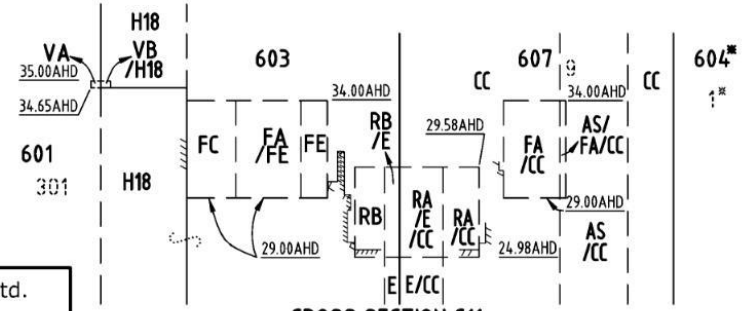 H18
VA
VB
/H18
603
607
9
CC
CC
604*
1*
35.00AHD
34.65AHD
34.00AHD
34.00AHD
29.58AHD
RB
/E
FC
FA
/FE
FE
FA
/CC
AS/
FA/CC
601
301
H18
RB
RA
/E
/CC
RA
/CC
29.00AHD
AS
/CC
29.00AHD
24.98AHD
E
E/CC
td.